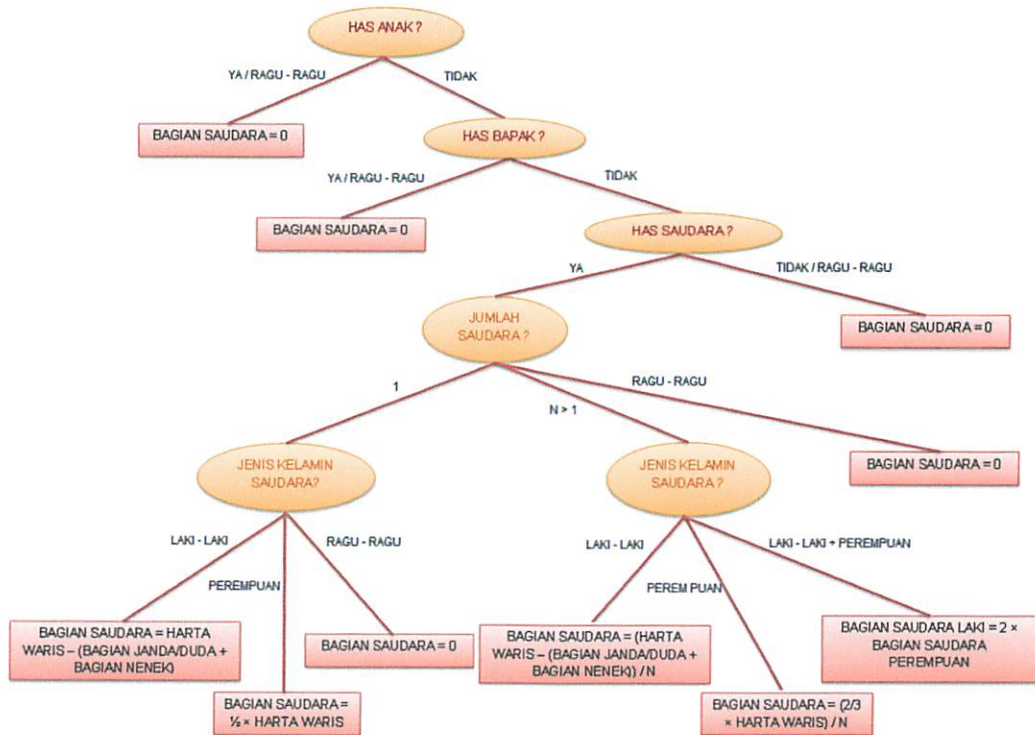 HAS ANAK ?
YA / RAGU - RAGU
TIDAK
BAGIAN SAUDARA = 0
HAS BAPAK ?
YA / RAGU - RAGU
TIDAK
BAGIAN SAUDARA = 0
HAS SAUDARA ?
YA
TIDAK / RAGU - RAGU
JUMLAH
SAUDARA ?
BAGIAN SAUDARA = 0
1
N > 1
RAGU - RAGU
JENIS KELAMIN
SAUDARA?
JENIS KELAMIN
SAUDARA ?
BAGIAN SAUDARA = 0
LAKI - LAKI
PEREMPUAN
RAGU - RAGU
LAKI - LAKI
PEREM PUAN
LAKI - LAKI + PEREMPUAN
BAGIAN SAUDARA = HARTA
WARIS – (BAGIAN JANDA/DUDA +
BAGIAN NENEK)
BAGIAN SAUDARA =
½ × HARTA WARIS
BAGIAN SAUDARA = 0
BAGIAN SAUDARA = (HARTA
WARIS – (BAGIAN JANDA/DUDA +
BAGIAN NENEK)) / N
BAGIAN SAUDARA = (2/3
× HARTA WARIS) / N
BAGIAN SAUDARA LAKI = 2 ×
BAGIAN SAUDARA
PEREMPUAN